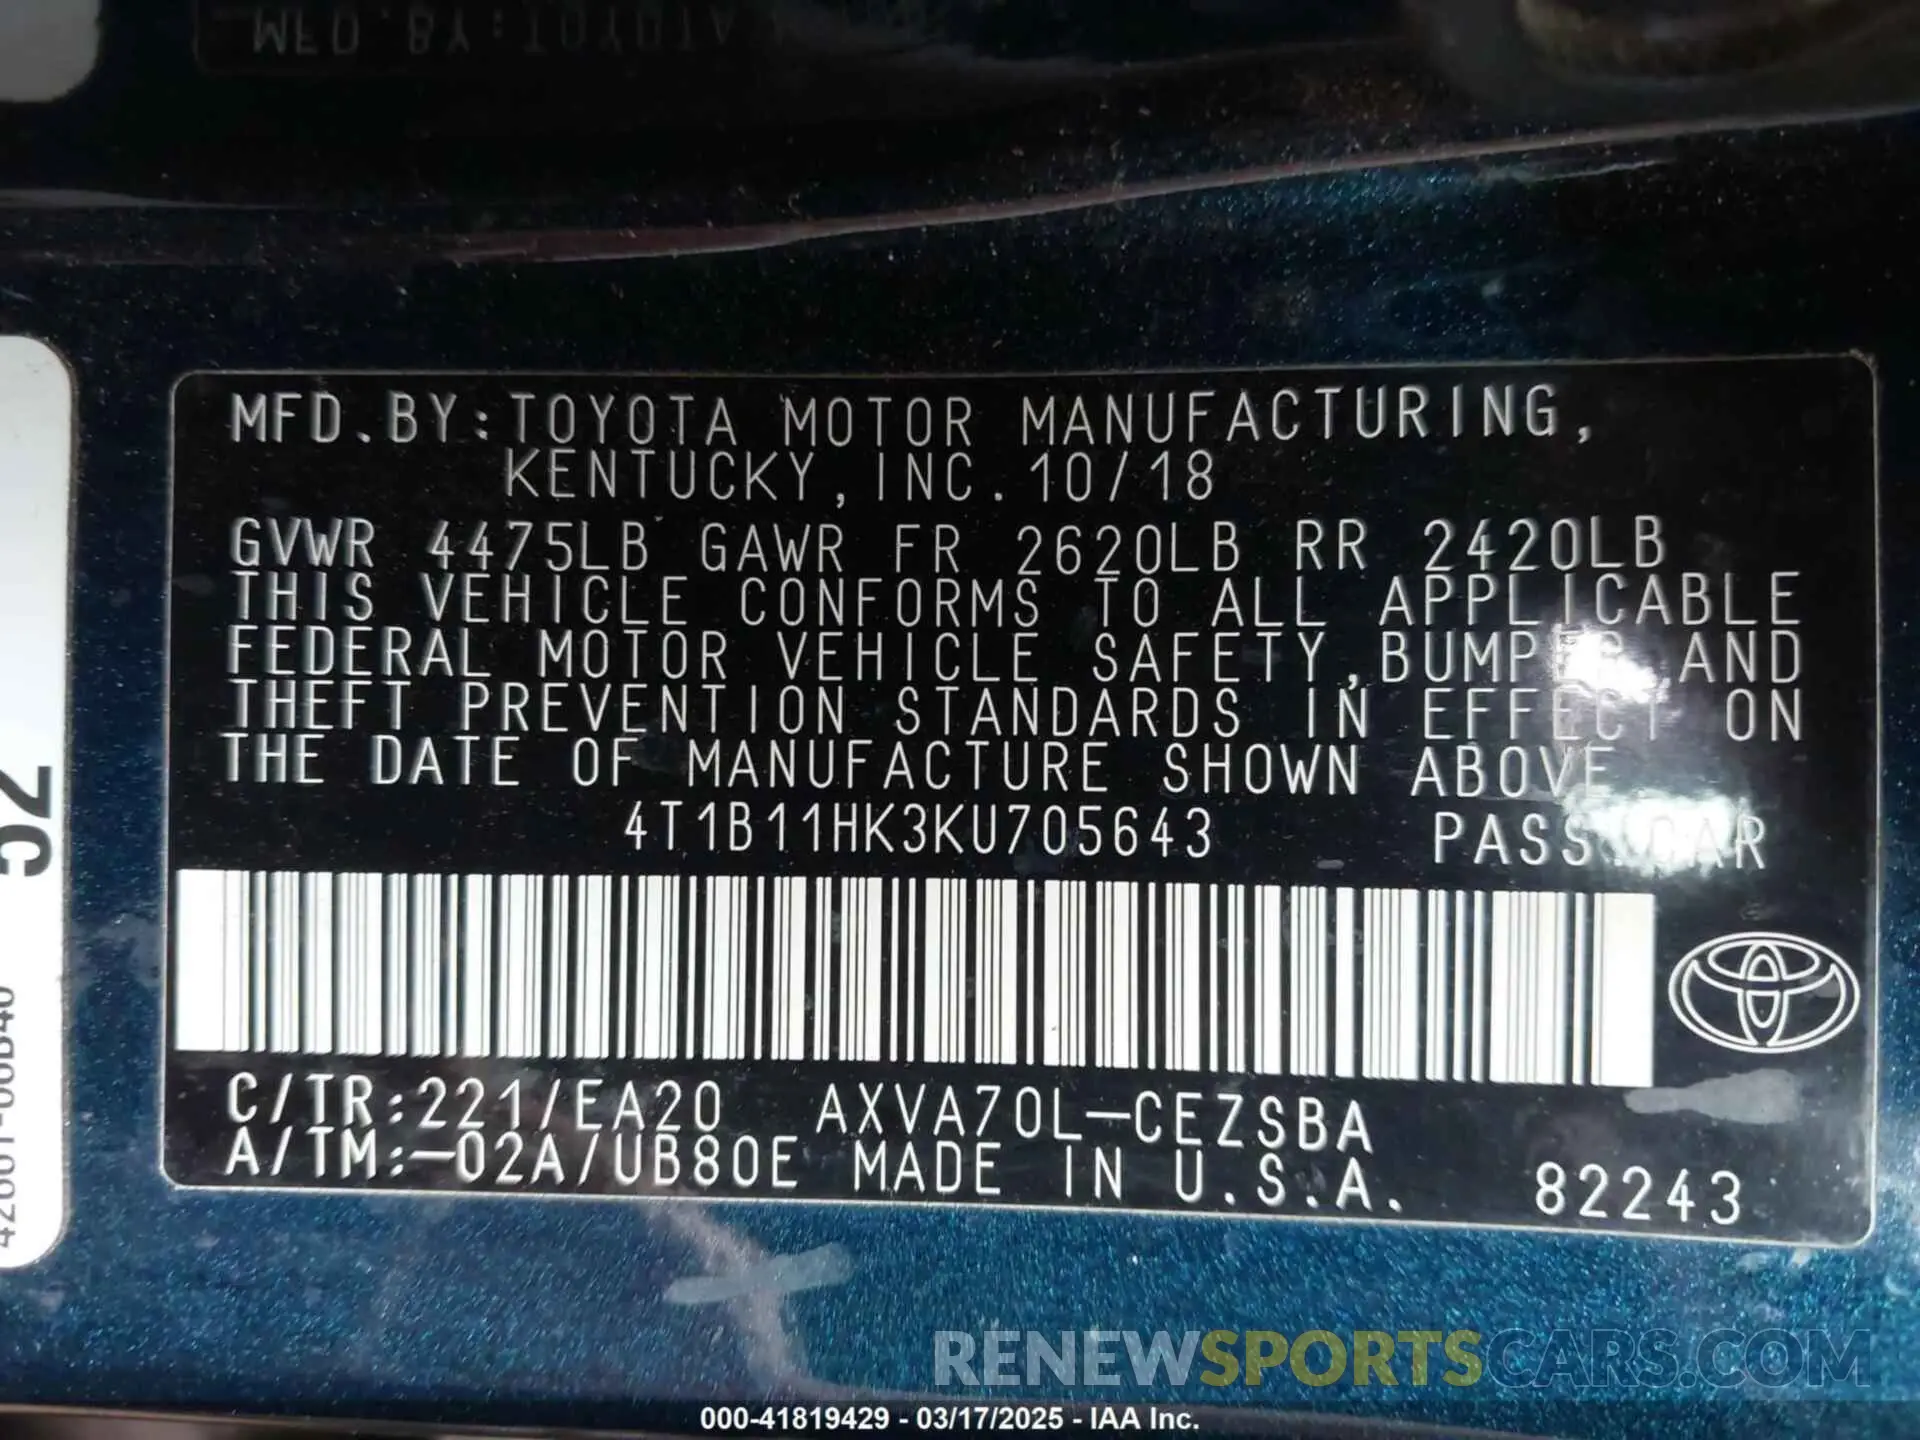 MFD.BY:TOYOTA MOTOR MANUFACTURING,
KENTUCKY,INC.10/18
GVWR 4475LB GAWR FR 2620LB RR 2420LB
THIS VEHICLE CONFORMS TO ALL APPLICABLE
FEDERAL MOTOR VEHICLE SAFETY,BUMPER,AND
THEFT PREVENTION STANDARDS IN EFFECT ON
THE DATE OF MANUFACTURE SHOWN ABOVE
4T1B11HK3KU705643 PASS.CAR
C/TR:221/EA20 AXVA70L-CEZSBA
A/TM:-02A/UB80E MADE IN U.S.A. 82243
52
RENEWSPORTSCARS.COM
000-41819429 - 03/17/2025 - IAA Inc.